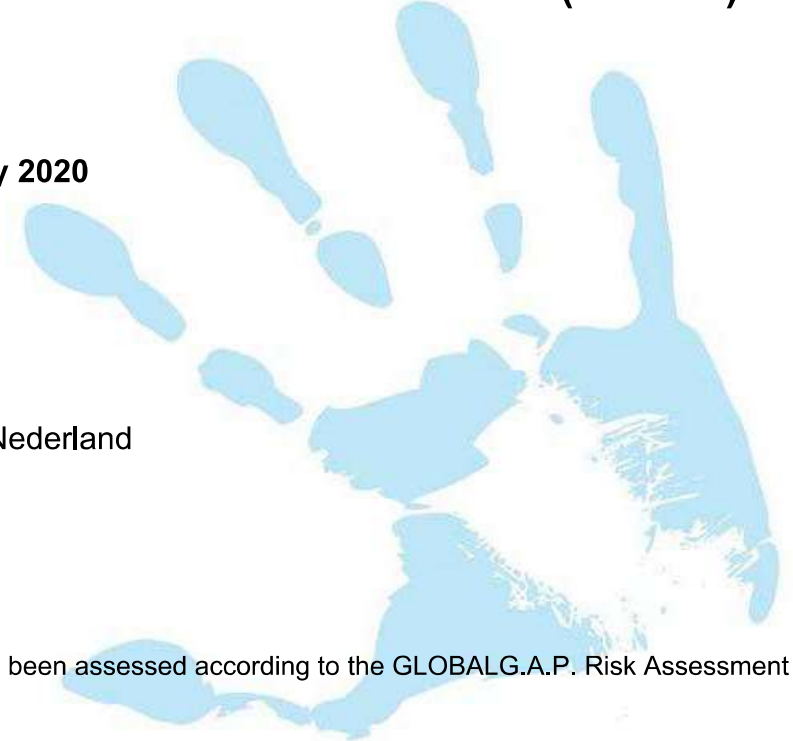 2020
Nederland
been assessed according to the GLOBALG.A.P. Risk Assessment